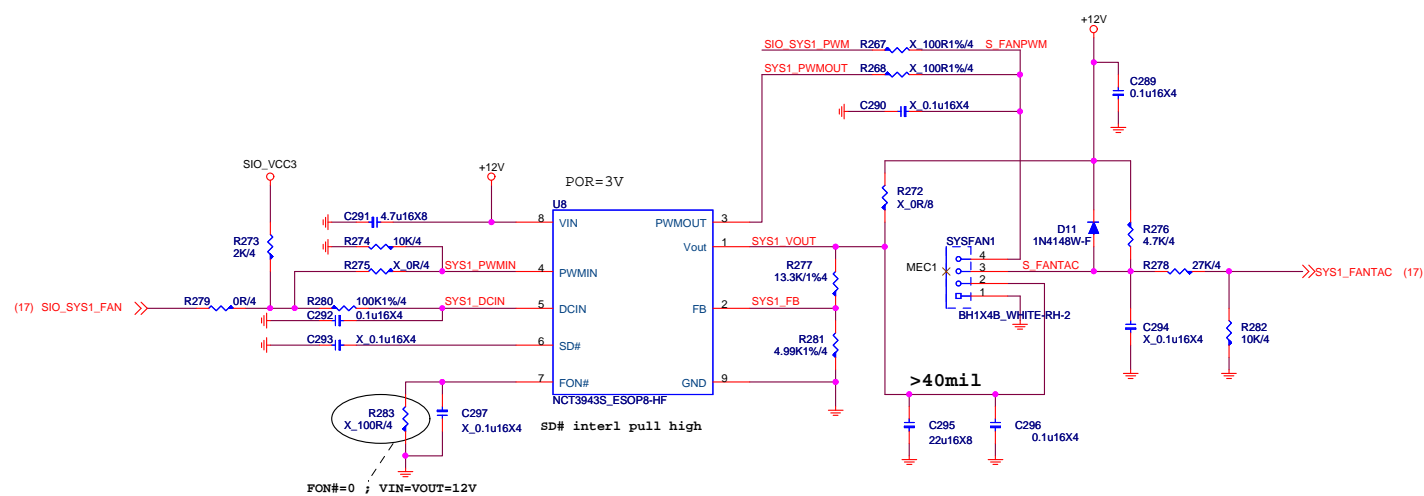 +12V
SIO_SYS1_PWM R267 X_100R1%/4 S_FANPWM
SYS1_PWMOUT R268 X_100R1%/4
C289
0.1u16X4
C290 X_0.1u16X4
SIO_VCC3
+12V
POR=3V
R272
X_0R/8
U8
C291 4.7u16X8
8 VIN
PWMOUT 3
R273
2K/4
R274 10K/4
R275 X_0R/4 SYS1_PWMIN
4 PWMIN
Vout 1 SYS1_VOUT
SYSFAN1
D11
1N4148W-F
R276
4.7K/4
MEC1
4
3 S_FANTAC
2
1
BH1X4B_WHITE-RH-2
R277
13.3K/1%4
R278 27K/4
SYS1_FANTAC (17)
(17) SIO_SYS1_FAN
R279 0R/4
R280 100K1%/4 SYS1_DCIN
5 DCIN
FB 2 SYS1_FB
C292 0.1u16X4
C293 X_0.1u16X4
6 SD#
R281
4.99K1%/4
C294
X_0.1u16X4
R282
10K/4
7 FON#
GND 9
>40mil
NCT3943S_ESOP8-HF
R283
X_100R/4
C297
X_0.1u16X4
SD# interl pull high
C295
22u16X8
C296
0.1u16X4
FON#=0 ; VIN=VOUT=12V